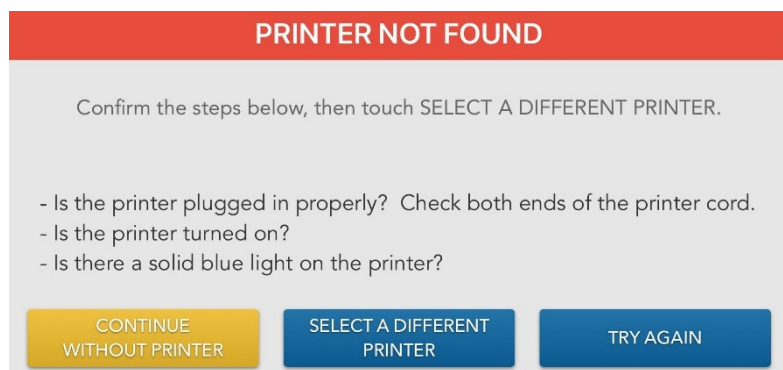 PRINTER NOT FOUND
Confirm the steps below, then touch SELECT A DIFFERENT PRINTER.
- Is the printer plugged in properly?  Check both ends of the printer cord.
- Is the printer turned on?
- Is there a solid blue light on the printer?
CONTINUE
WITHOUT PRINTER
SELECT A DIFFERENT
PRINTER
TRY AGAIN